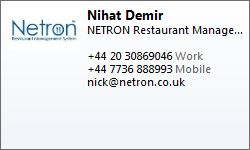 Nihat Demir
NETRON Restaurant Manage...
Netron
Restaurant Management System
+44 20 30869046 Work
+44 7736 888993 Mobile
nick@netron.co.uk